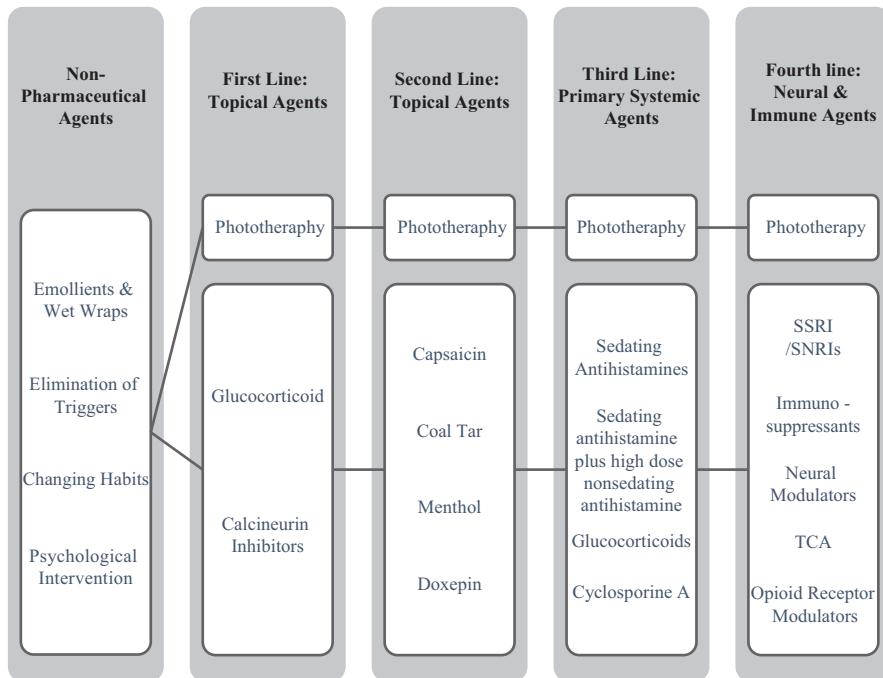 Non-
Pharmaceutical
Agents
Emollients &
Wet Wraps
Elimination of
Triggers
Changing Habits
Psychological
Intervention
First Line:
Topical Agents
Phototheraphy
Glucocorticoid
Calcineurin
Inhibitors
Second Line:
Topical Agents
Phototheraphy
Capsaicin
Coal Tar
Menthol
Doxepin
Third Line:
Primary Systemic
Agents
Phototheraphy
Sedating
Antihistamines
Sedating
antihistamine
plus high dose
nonsedating
antihistamine
Glucocorticoids
Cyclosporine A
Fourth line:
Neural &
Immune Agents
Phototherapy
SSRI
/SNRIs
Immuno -
suppressants
Neural
Modulators
TCA
Opioid Receptor
Modulators